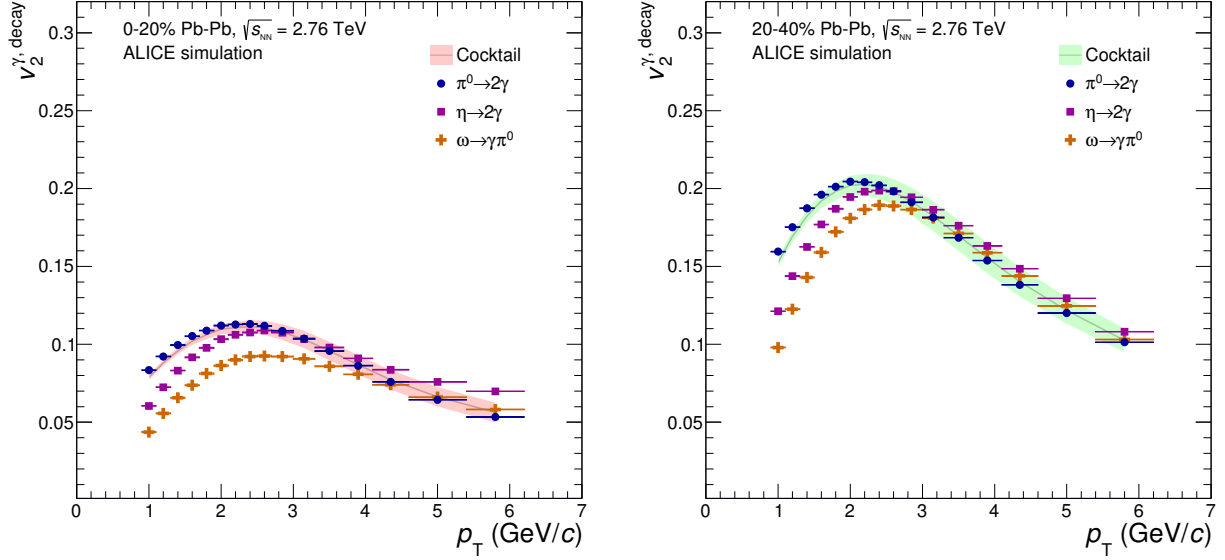 0-20% Pb-Pb, √s_NN = 2.76 TeV
ALICE simulation
Cocktail
π⁰→2γ
η→2γ
ω→γπ⁰
v₂^γ, decay
0.3
0.25
0.2
0.15
0.1
0.05
0 1 2 3 4 5 6 7
p_T (GeV/c)
20-40% Pb-Pb, √s_NN = 2.76 TeV
ALICE simulation
Cocktail
π⁰→2γ
η→2γ
ω→γπ⁰
v₂^γ, decay
0.3
0.25
0.2
0.15
0.1
0.05
0 1 2 3 4 5 6 7
p_T (GeV/c)